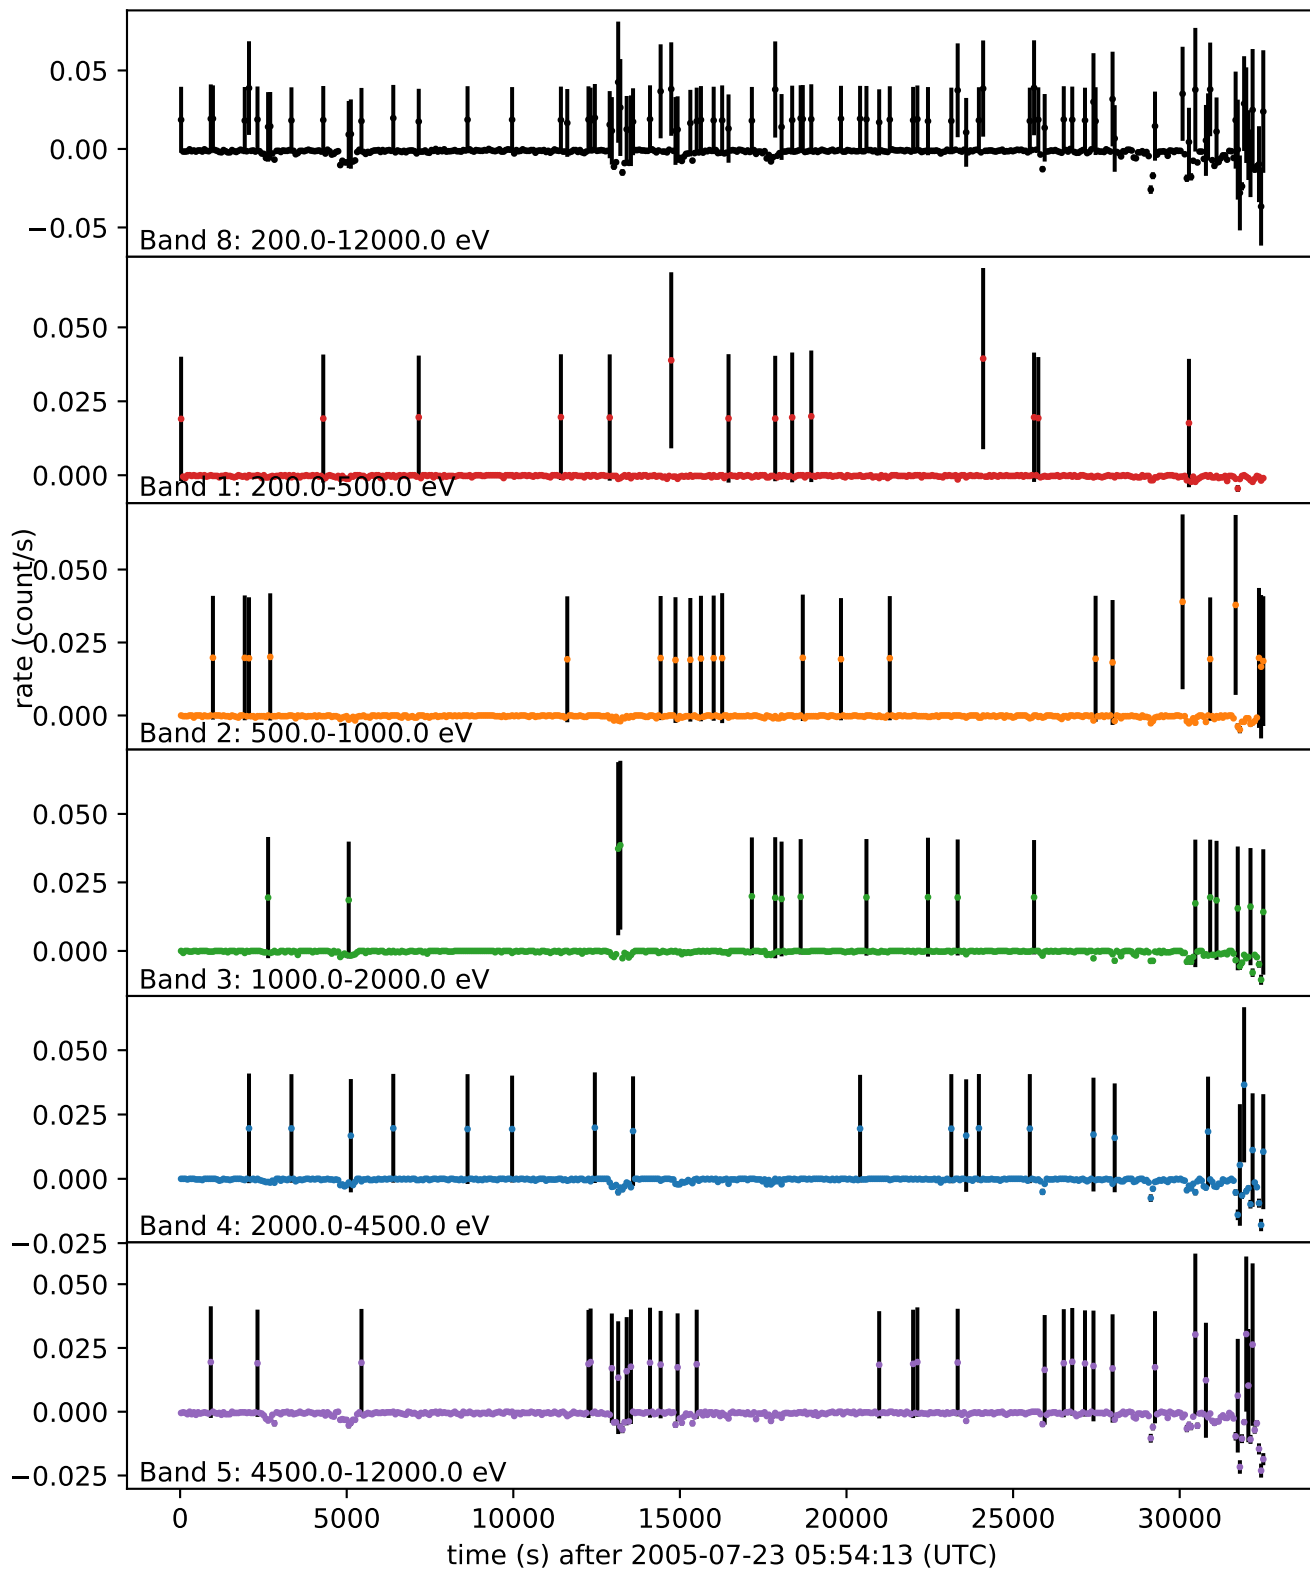 0.05
0.00
−0.05
Band 8: 200.0-12000.0 eV
0.050
0.025
0.000
Band 1: 200.0-500.0 eV
rate (count/s)
0.050
0.025
0.000
Band 2: 500.0-1000.0 eV
0.050
0.025
0.000
Band 3: 1000.0-2000.0 eV
0.050
0.025
0.000
−0.025
Band 4: 2000.0-4500.0 eV
0.050
0.025
0.000
−0.025
Band 5: 4500.0-12000.0 eV
0 5000 10000 15000 20000 25000 30000
time (s) after 2005-07-23 05:54:13 (UTC)